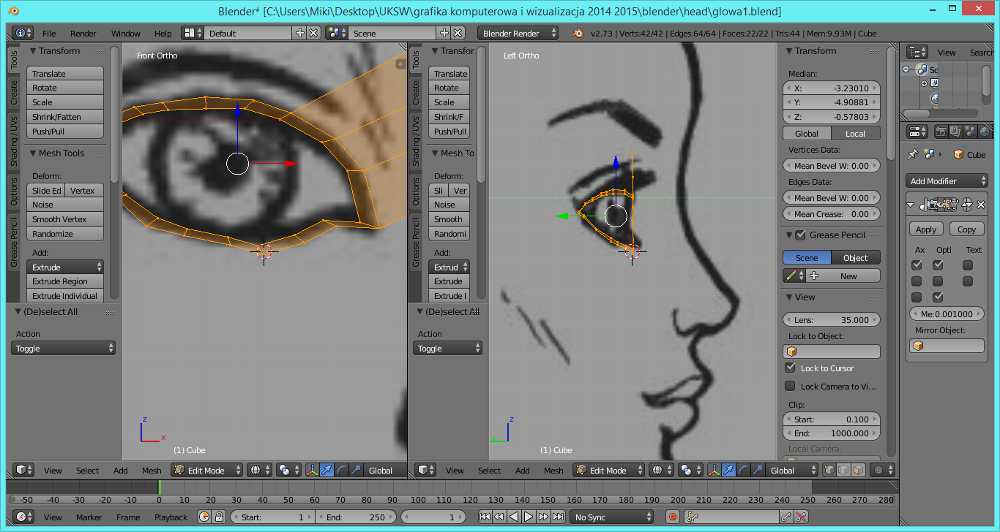 Blender* [C:\Users\Miki\Desktop\UKSW\grafika komputerowa i wizualizacja 2014 2015\blender\head\glowa1.blend]
File Render Window Help Default Scene Blender Render v2.73 | Verts:42/42 | Edges:64/64 | Faces:22/22 | Tris:44 | Mem:9.93M | Cube
View Search
Tools
Create
Shading / UVs
Options
Grease Pencil
Transform
Translate
Rotate
Scale
Shrink/Fatten
Push/Pull
Mesh Tools
Deform:
Slide Ed Vertex
Noise
Smooth Vertex
Randomize
Add:
Extrude
Extrude Region
Extrude Individual
(De)select All
Action
Toggle
Front Ortho
z
x
(1) Cube
Tools
Create
Shading / UVs
Options
Grease Pencil
Transfor
Translate
Rotate
Scale
Shrink/F
Push/Pull
Mesh To
Deform:
Sli Ver
Noise
Smooth
Randomi
Add:
Extrud
Extrude
Extrude I
(De)select All
Action
Toggle
Left Ortho
z
y
(1) Cube
Transform
Median:
X: -3.23010
Y: -4.90881
Z: -0.57803
Global Local
Vertices Data:
Mean Bevel W: 0.00
Edges Data:
Mean Bevel W: 0.00
Mean Crease: 0.00
Grease Pencil
Scene Object
New
View
Lens: 35.000
Lock to Object:
Lock to Cursor
Lock Camera to Vi...
Clip:
Start: 0.100
End: 1000.000
Local Camera:
Sc
Cube
Add Modifier
Apply Copy
Ax Opti Text
Me:0.001000
Mirror Object:
View Select Add Mesh Edit Mode Global
View Select Add Mesh Edit Mode Global
-50 -40 -30 -20 -10 0 10 20 30 40 50 60 70 80 90 100 110 120 130 140 150 160 170 180 190 200 210 220 230 240 250 260 270 280
View Marker Frame Playback Start: 1 End: 250 1 No Sync